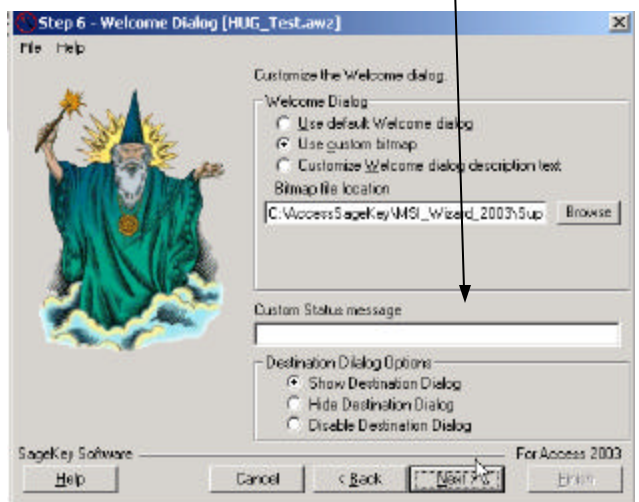 Step 6 - Welcome Dialog [HUG_Test.awz]
File Help
Customize the Welcome dialog.
Welcome Dialog
Use default Welcome dialog
Use custom bitmap
Customize Welcome dialog description text
Bitmap file location
C:\AccessSageKey\MSI_Wizard_2003\Sup Browse
Custom Status message
Destination Dialog Options
Show Destination Dialog
Hide Destination Dialog
Disable Destination Dialog
SageKey Software For Access 2003
Help Cancel < Back Next >> Finish